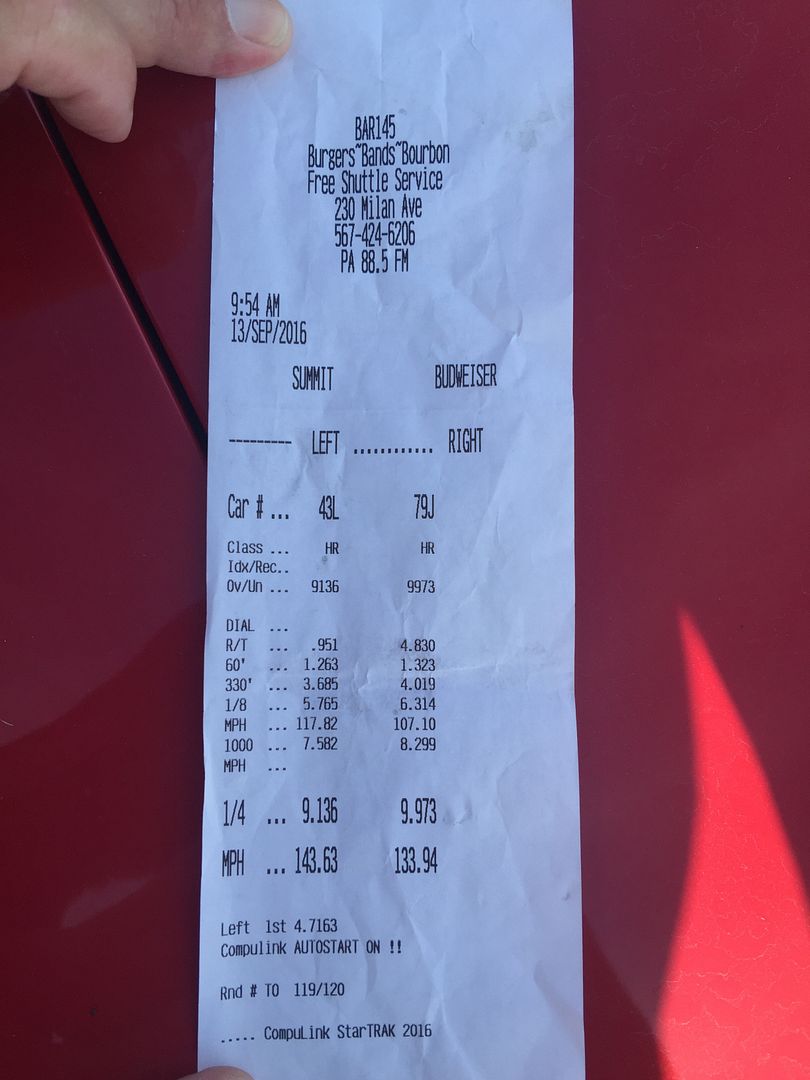 BAR145
Burgers~Bands~Bourbon
Free Shuttle Service
230 Milan Ave
567-424-6206
PA 88.5 FM
9:54 AM
13/SEP/2016
SUMMIT BUDWEISER
--------- LEFT ............ RIGHT
Car # ... 43L 79J
Class ... HR HR
Idx/Rec..
Ov/Un ... 9136 9973
DIAL ...
R/T ... .951 4.830
60' ... 1.263 1.323
330' ... 3.685 4.019
1/8 ... 5.765 6.314
MPH ... 117.82 107.10
1000 ... 7.582 8.299
MPH ...
1/4 ... 9.136 9.973
MPH ... 143.63 133.94
Left 1st 4.7163
Compulink AUTOSTART ON !!
Rnd # TO 119/120
..... CompuLink StarTRAK 2016